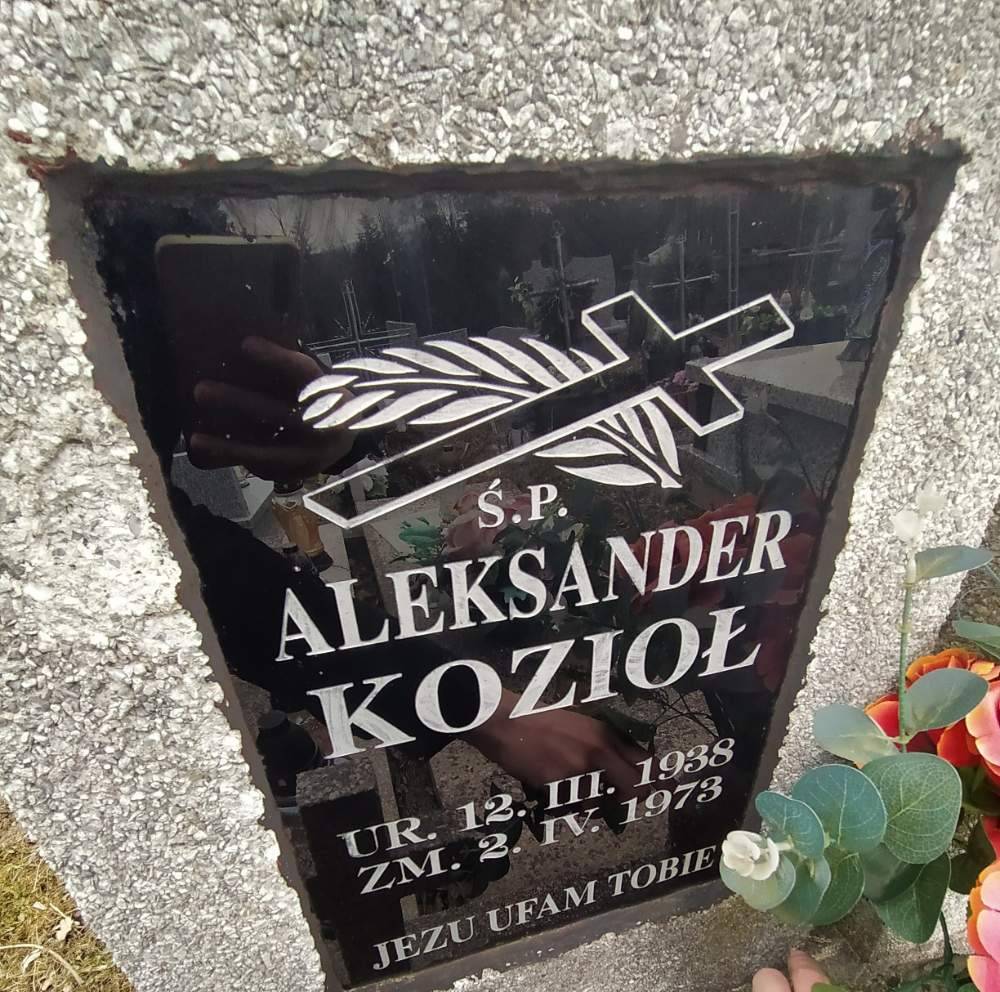 Ś.P.
ALEKSANDER
KOZIOŁ
UR. 12. III. 1938
ZM. 2. IV. 1973
JEZU UFAM TOBIE